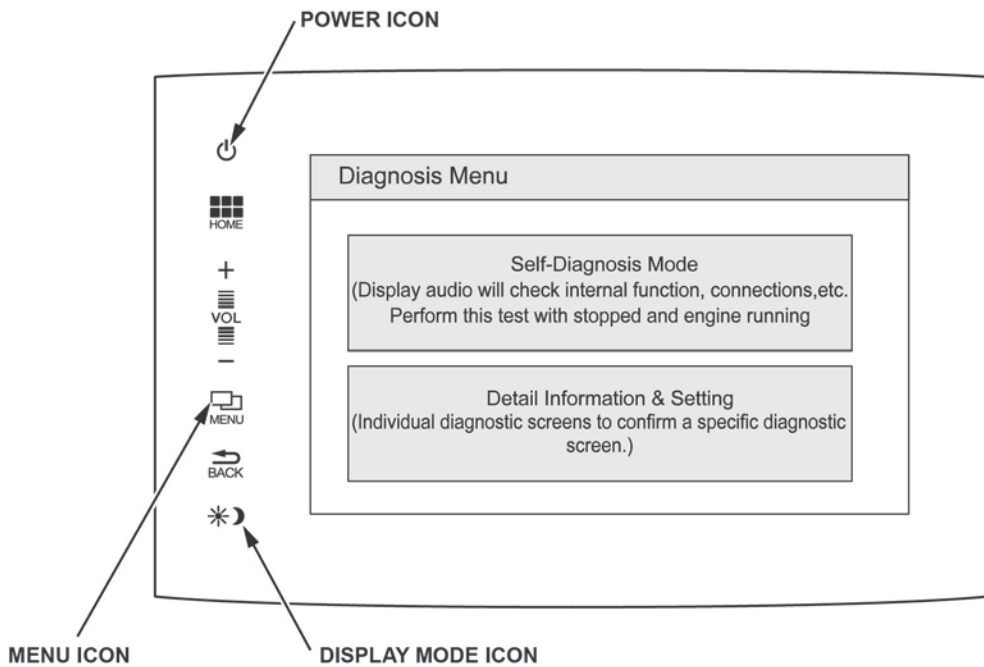 POWER ICON
Diagnosis Menu
HOME
Self-Diagnosis Mode
(Display audio will check internal function, connections,etc.
Perform this test with stopped and engine running
+
VOL
−
Detail Information & Setting
(Individual diagnostic screens to confirm a specific diagnostic
screen.)
MENU
BACK
MENU ICON
DISPLAY MODE ICON